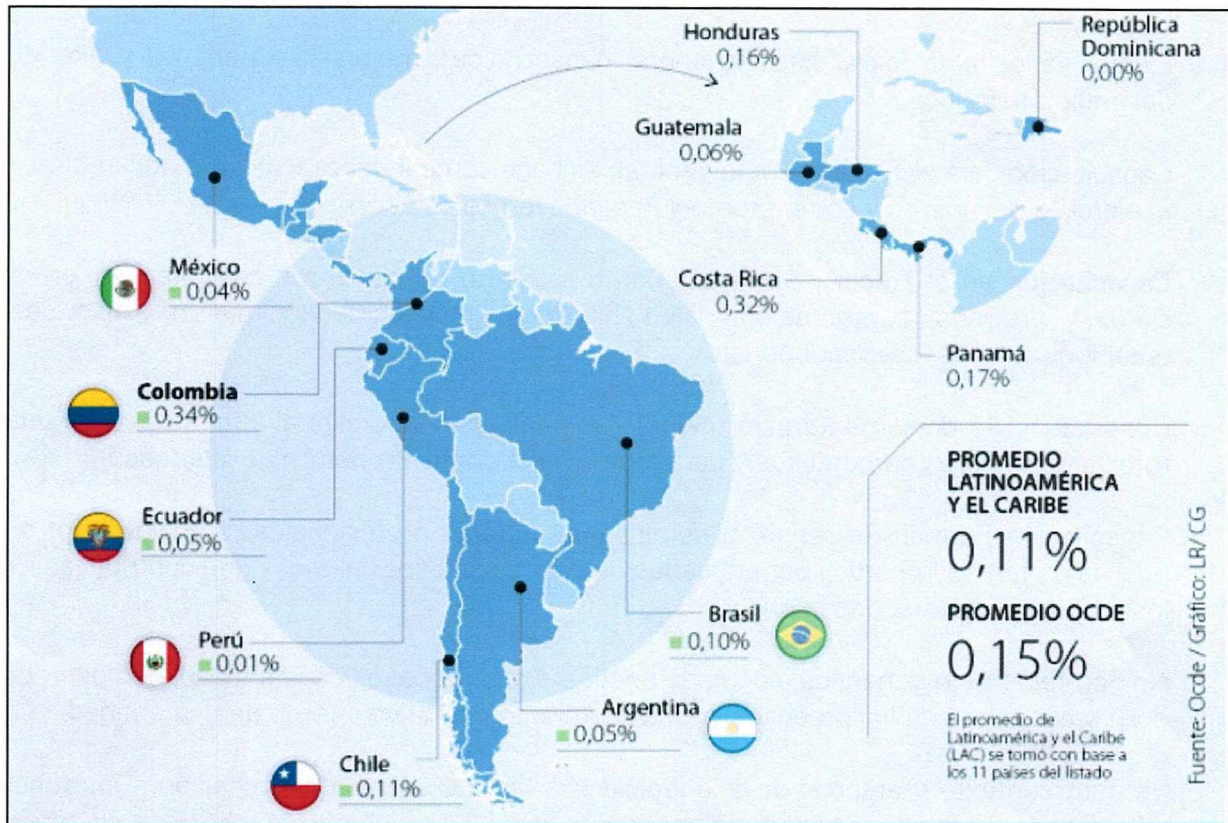 Honduras
0,16%
República
Dominicana
0,00%
Guatemala
0,06%
Costa Rica
0,32%
Panamá
0,17%
México
0,04%
Colombia
0,34%
Ecuador
0,05%
Perú
0,01%
Chile
0,11%
Brasil
0,10%
Argentina
0,05%
PROMEDIO
LATINOAMÉRICA
Y EL CARIBE
0,11%
PROMEDIO OCDE
0,15%
El promedio de
Latinoamérica y el Caribe
(LAC) se tomó con base a
los 11 países del listado
Fuente: Ocde / Gráfico: LR/ CG